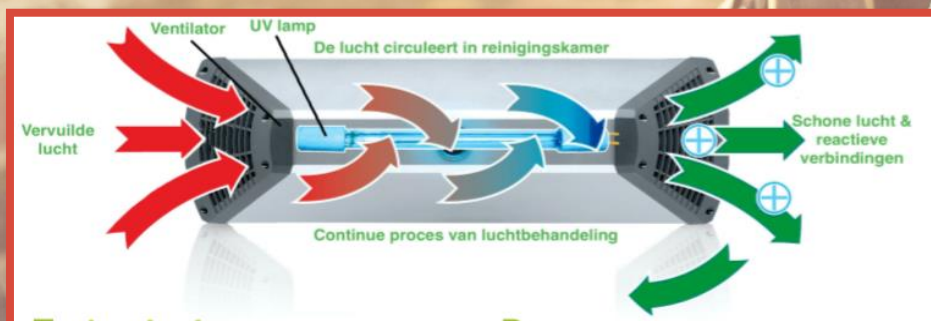 Ventilator
UV lamp
De lucht circuleert in reinigingskamer
Vervuilde
lucht
Schone lucht &
reactieve
verbindingen
Continue proces van luchtbehandeling